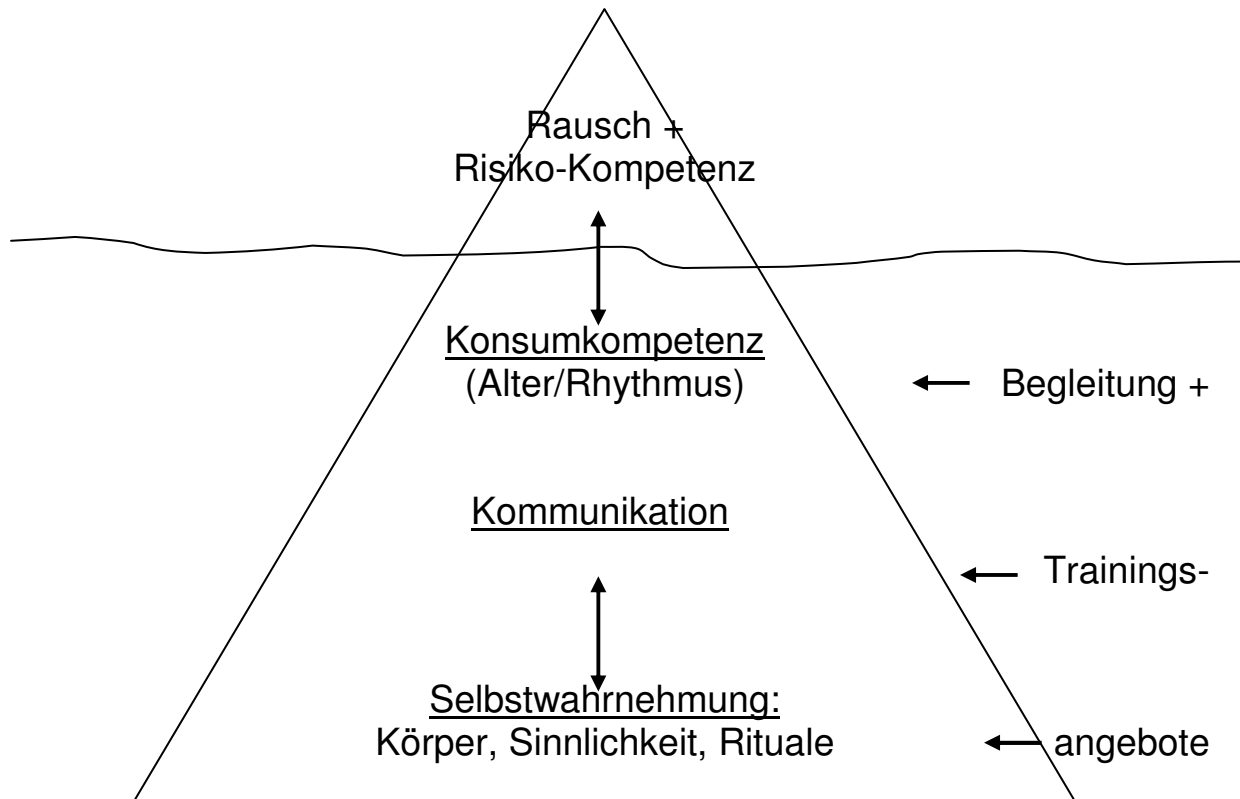 Rausch +
Risiko-Kompetenz
Konsumkompetenz
(Alter/Rhythmus)
Begleitung +
Kommunikation
Trainings-
Selbstwahrnehmung:
Körper, Sinnlichkeit, Rituale
angebote